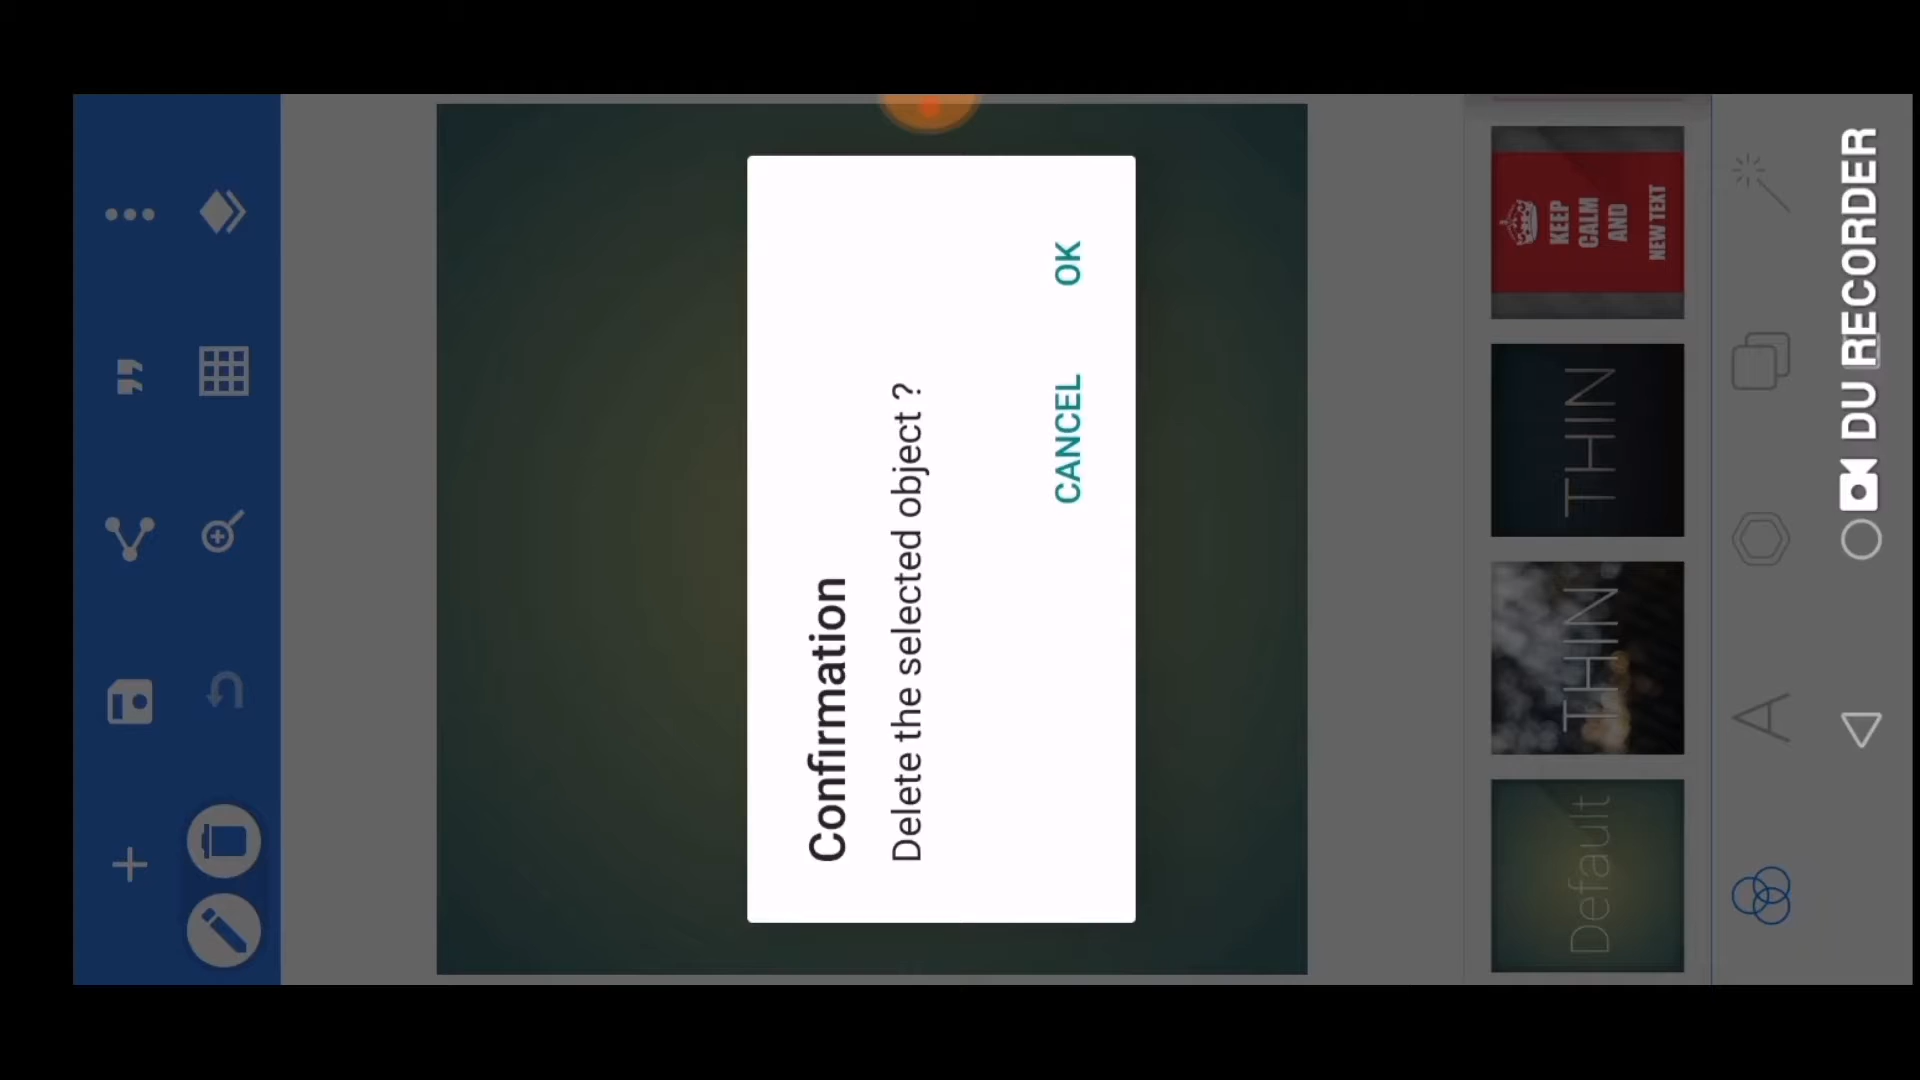 Confirmation
Delete the selected object ?
CANCEL OK
Default
THIN
THIN
KEEP
CALM
AND
NEW TEXT
DU RECORDER